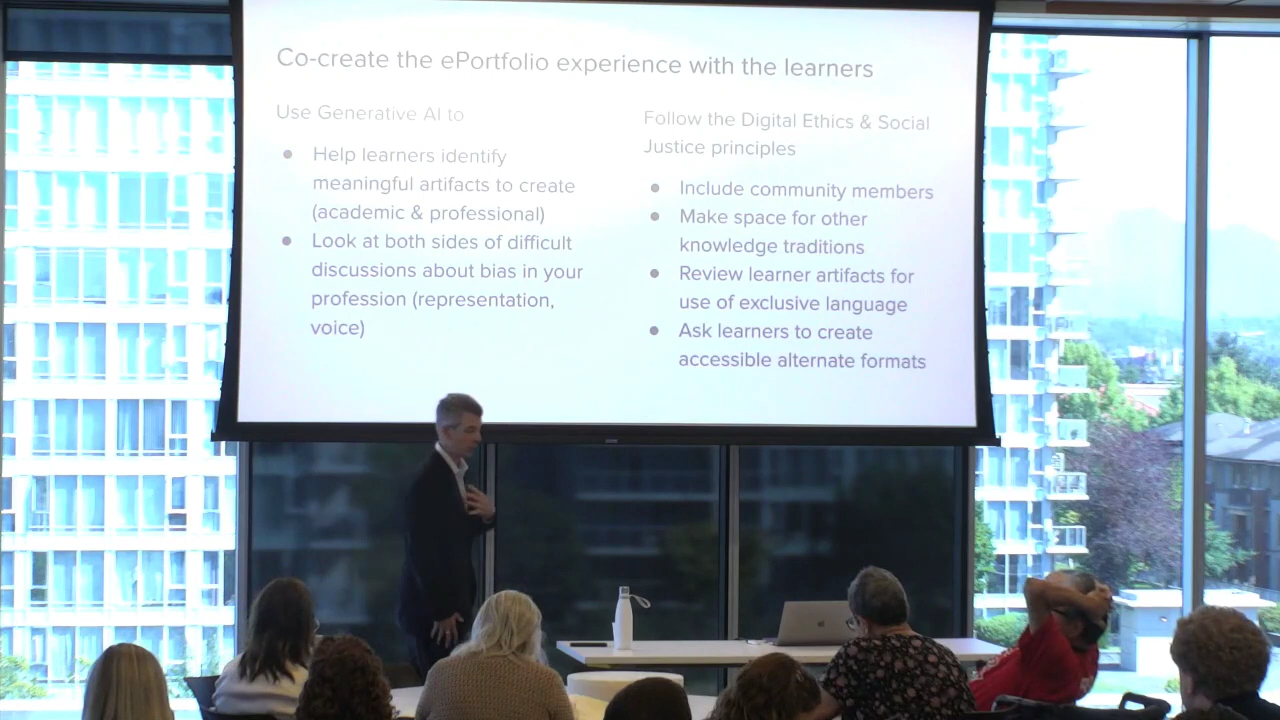 Co-create the ePortfolio experience with the learners
Use Generative AI to
● Help learners identify
meaningful artifacts to create
(academic & professional)
● Look at both sides of difficult
discussions about bias in your
profession (representation,
voice)
Follow the Digital Ethics & Social
Justice principles
● Include community members
● Make space for other
knowledge traditions
● Review learner artifacts for
use of exclusive language
● Ask learners to create
accessible alternate formats